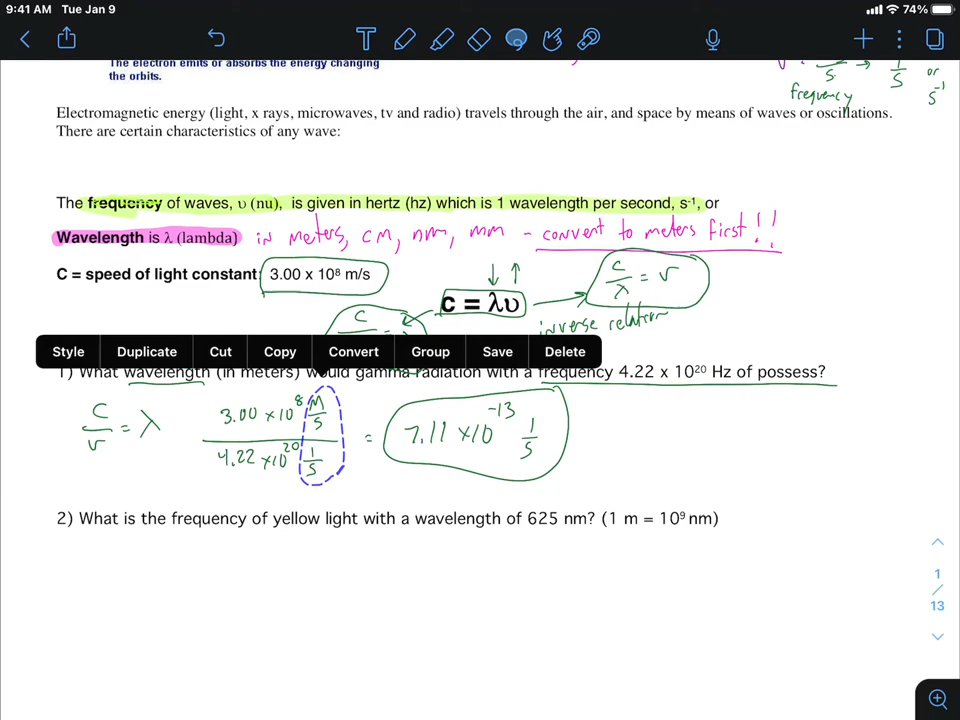 9:41 AM Tue Jan 9 74%
The electron emits or absorbs the energy changing
the orbits.
S → 1/S or S⁻¹
frequency
Electromagnetic energy (light, x rays, microwaves, tv and radio) travels through the air, and space by means of waves or oscillations.
There are certain characteristics of any wave:
The frequency of waves, υ (nu), is given in hertz (hz) which is 1 wavelength per second, s⁻¹, or
Wavelength is λ (lambda) in meters, cm, nm, mm - convert to meters first!!
C = speed of light constant: 3.00 x 10⁸ m/s
c/λ = v
c = λυ
C
inverse relation
Style Duplicate Cut Copy Convert Group Save Delete
1) What wavelength (in meters) would gamma radiation with a frequency 4.22 x 10²⁰ Hz of possess?
C/v = λ 3.00 x10⁸ M/S / 4.22 x10²⁰ 1/S = 7.11 x10⁻¹³ 1/S
2) What is the frequency of yellow light with a wavelength of 625 nm? (1 m = 10⁹ nm)
1
/
13